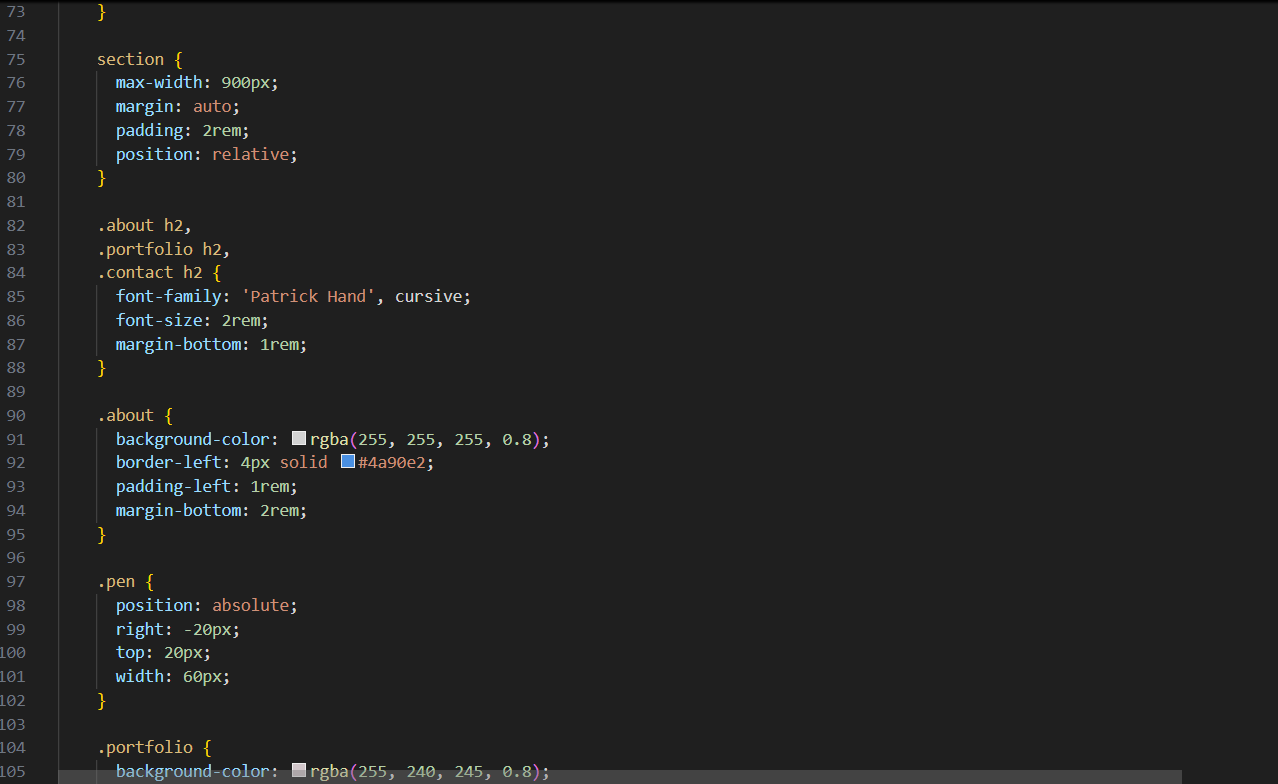 73 }
74
75 section {
76 max-width: 900px;
77 margin: auto;
78 padding: 2rem;
79 position: relative;
80 }
81
82 .about h2,
83 .portfolio h2,
84 .contact h2 {
85 font-family: 'Patrick Hand', cursive;
86 font-size: 2rem;
87 margin-bottom: 1rem;
88 }
89
90 .about {
91 background-color: rgba(255, 255, 255, 0.8);
92 border-left: 4px solid #4a90e2;
93 padding-left: 1rem;
94 margin-bottom: 2rem;
95 }
96
97 .pen {
98 position: absolute;
99 right: -20px;
100 top: 20px;
101 width: 60px;
102 }
103
104 .portfolio {
105 background-color: rgba(255, 240, 245, 0.8);